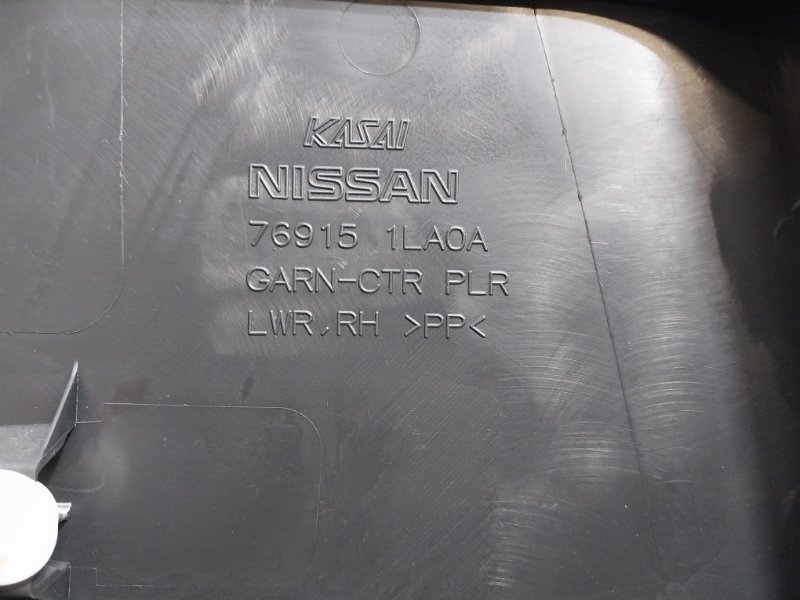 KASAI
NISSAN
76915 1LA0A
GARN-CTR PLR
LWR,RH >PP<